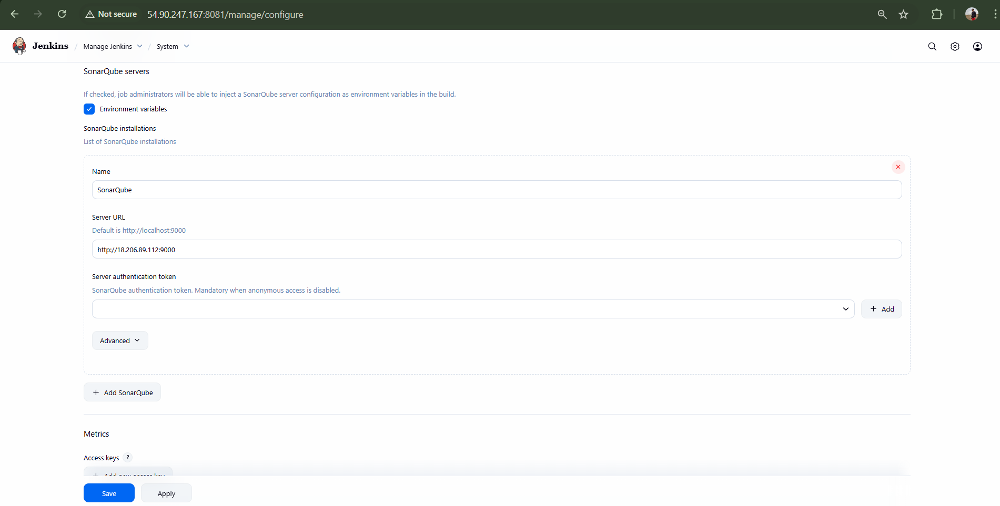 Not secure 54.90.247.167:8081/manage/configure
Jenkins / Manage Jenkins / System
SonarQube servers
If checked, job administrators will be able to inject a SonarQube server configuration as environment variables in the build.
Environment variables
SonarQube installations
List of SonarQube installations
Name
SonarQube
Server URL
Default is http://localhost:9000
http://18.206.89.112:9000
Server authentication token
SonarQube authentication token. Mandatory when anonymous access is disabled.
+ Add
Advanced
+ Add SonarQube
Metrics
Access keys ?
+ Add new access key
Save Apply